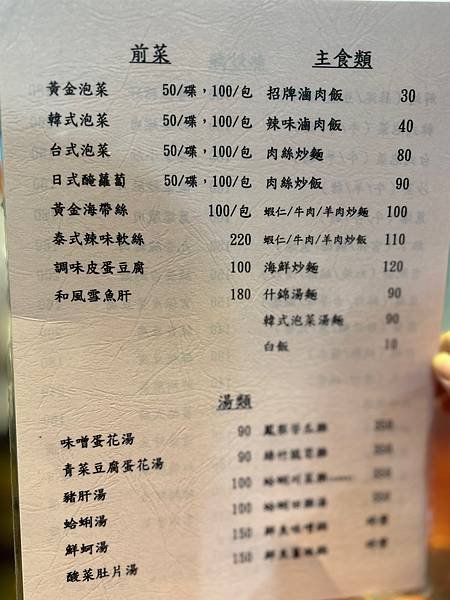 前菜
黃金泡菜 50/碟，100/包
韓式泡菜 50/碟，100/包
台式泡菜 50/碟，100/包
日式醃蘿蔔 50/碟，100/包
黃金海帶絲 100/包
泰式辣味軟絲 220
調味皮蛋豆腐 100
和風雪魚肝 180
主食類
招牌滷肉飯 30
辣味滷肉飯 40
肉絲炒麵 80
肉絲炒飯 90
蝦仁/牛肉/羊肉炒麵 100
蝦仁/牛肉/羊肉炒飯 110
海鮮炒麵 120
什錦湯麵 90
韓式泡菜湯麵 90
白飯 10
湯類
味噌蛋花湯 90
青菜豆腐蛋花湯 90
豬肝湯 100
蛤蜊湯 100
鮮蚵湯 150
酸菜肚片湯 150